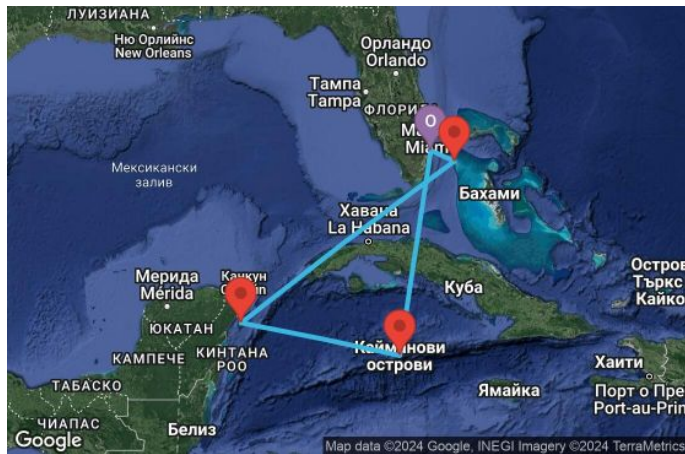 ЛУИЗИАНА
Ню Орлийнс
New Orleans
Орландо
Orlando
Тампа
Tampa
ФЛОРИДА
O
Miami
Мексикански
залив
Бахами
Хавана
La Habana
Мерида
Mérida
Канкун
Куба
ЮКАТАН
КАМПЕЧЕ
КИНТАНА
РОО
Кайманови
острови
Остров
Търкс
Кайко
Хаити
Порт о Пре
Port-au-Prin
Ямайка
ТАБАСКО
ЧИАПАС
Белиз
Google
Map data ©2024 Google, INEGI Imagery ©2024 TerraMetrics